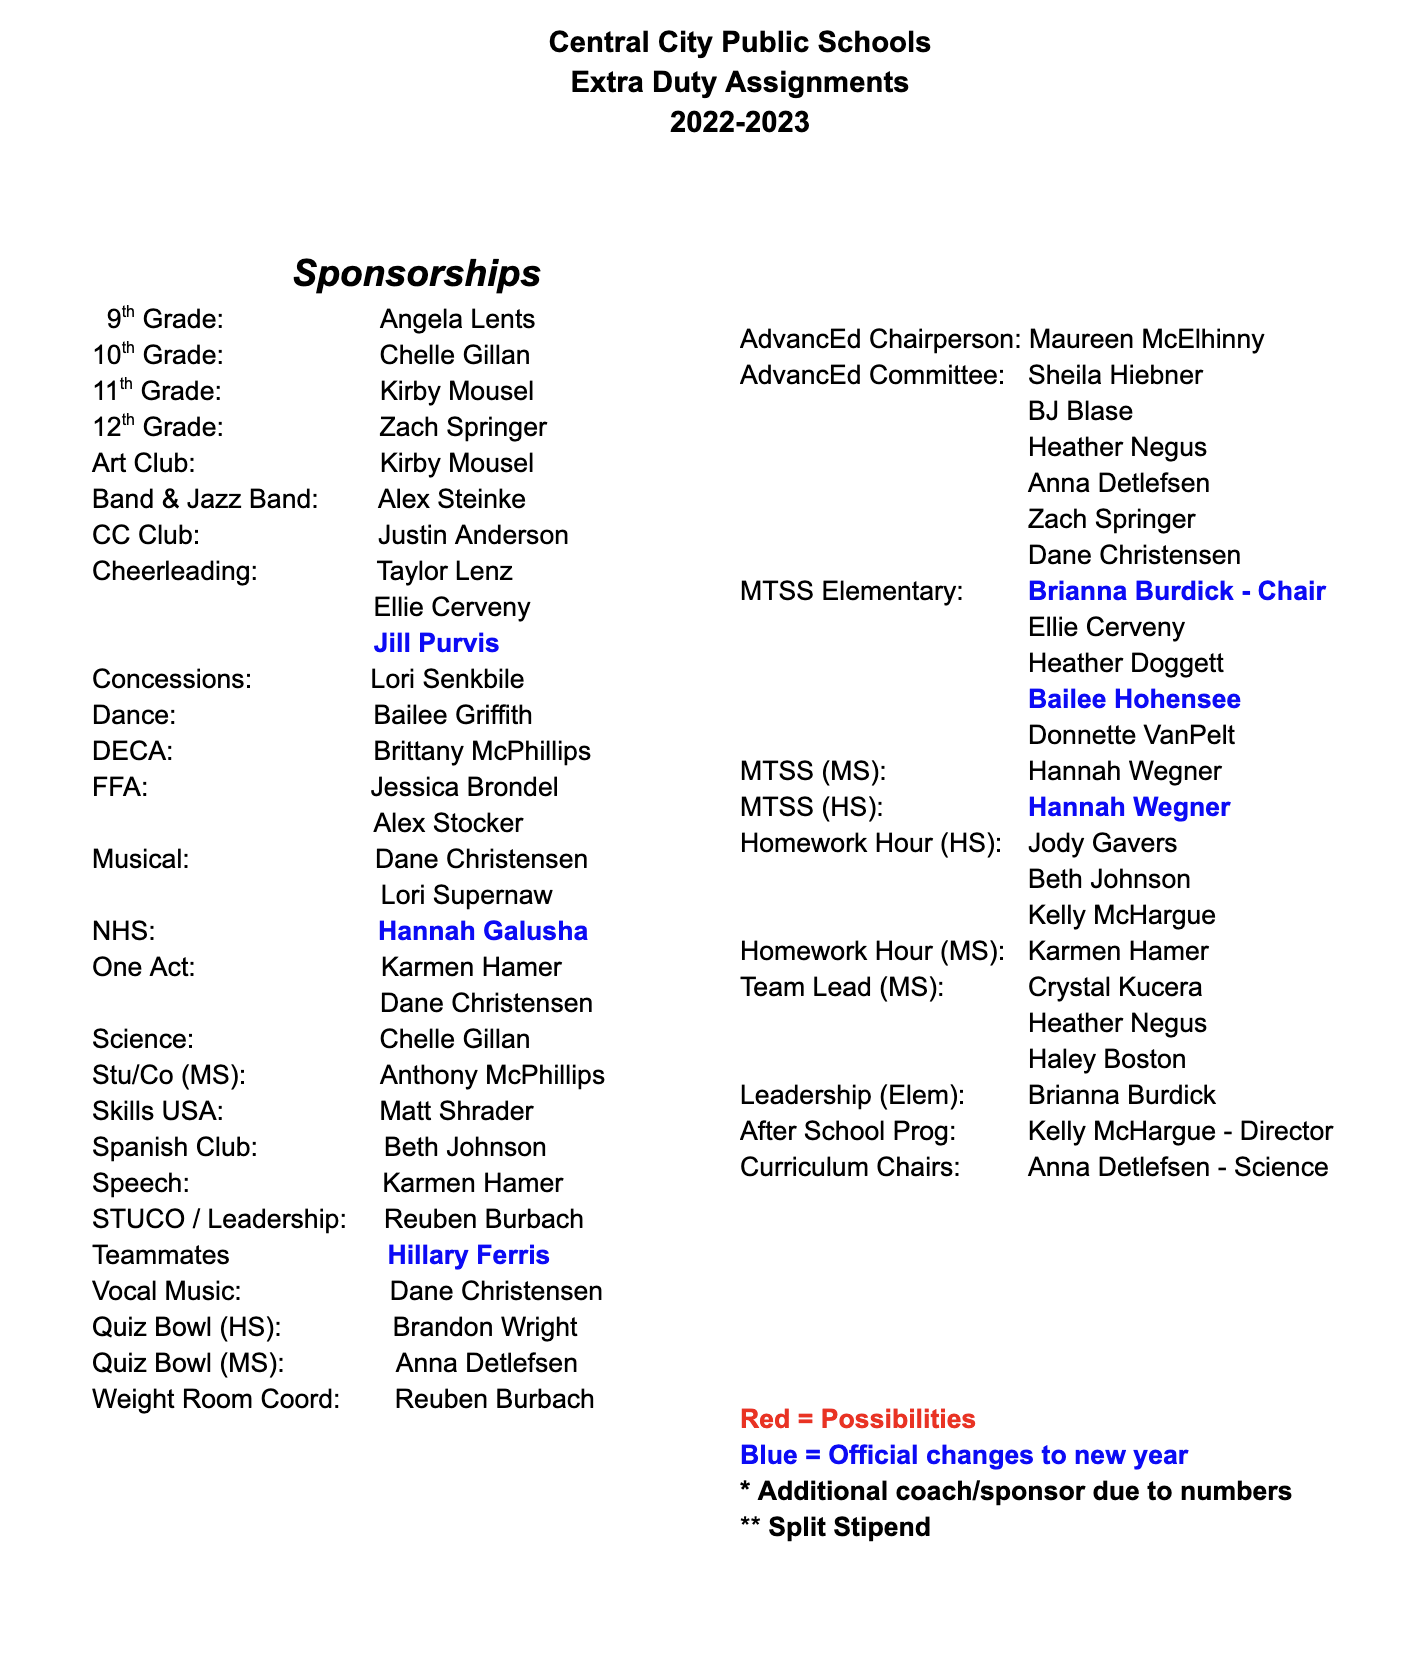 Central City Public Schools
Extra Duty Assignments
2022-2023
Sponsorships
9th Grade: Angela Lents
10th Grade: Chelle Gillan
11th Grade: Kirby Mousel
12th Grade: Zach Springer
Art Club: Kirby Mousel
Band & Jazz Band: Alex Steinke
CC Club: Justin Anderson
Cheerleading: Taylor Lenz
Ellie Cerveny
Jill Purvis
Concessions: Lori Senkbile
Dance: Bailee Griffith
DECA: Brittany McPhillips
FFA: Jessica Brondel
Alex Stocker
Musical: Dane Christensen
Lori Supernaw
NHS: Hannah Galusha
One Act: Karmen Hamer
Dane Christensen
Science: Chelle Gillan
Stu/Co (MS): Anthony McPhillips
Skills USA: Matt Shrader
Spanish Club: Beth Johnson
Speech: Karmen Hamer
STUCO / Leadership: Reuben Burbach
Teammates Hillary Ferris
Vocal Music: Dane Christensen
Quiz Bowl (HS): Brandon Wright
Quiz Bowl (MS): Anna Detlefsen
Weight Room Coord: Reuben Burbach
AdvancEd Chairperson: Maureen McElhinny
AdvancEd Committee: Sheila Hiebner
BJ Blase
Heather Negus
Anna Detlefsen
Zach Springer
Dane Christensen
MTSS Elementary: Brianna Burdick - Chair
Ellie Cerveny
Heather Doggett
Bailee Hohensee
Donnette VanPelt
MTSS (MS): Hannah Wegner
MTSS (HS): Hannah Wegner
Homework Hour (HS): Jody Gavers
Beth Johnson
Kelly McHargue
Homework Hour (MS): Karmen Hamer
Team Lead (MS): Crystal Kucera
Heather Negus
Haley Boston
Leadership (Elem): Brianna Burdick
After School Prog: Kelly McHargue - Director
Curriculum Chairs: Anna Detlefsen - Science
Red = Possibilities
Blue = Official changes to new year
* Additional coach/sponsor due to numbers
** Split Stipend